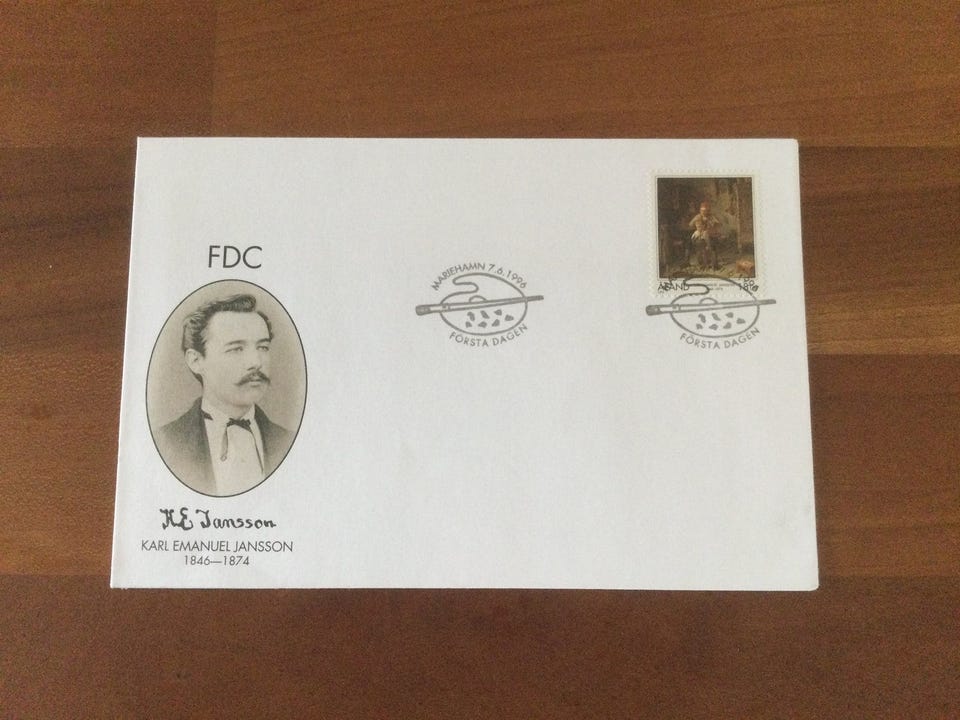 FDC
K E Jansson
KARL EMANUEL JANSSON
1846—1874
MARIEHAMN 7.6.1996
FÖRSTA DAGEN
ÅLAND
FÖRSTA DAGEN